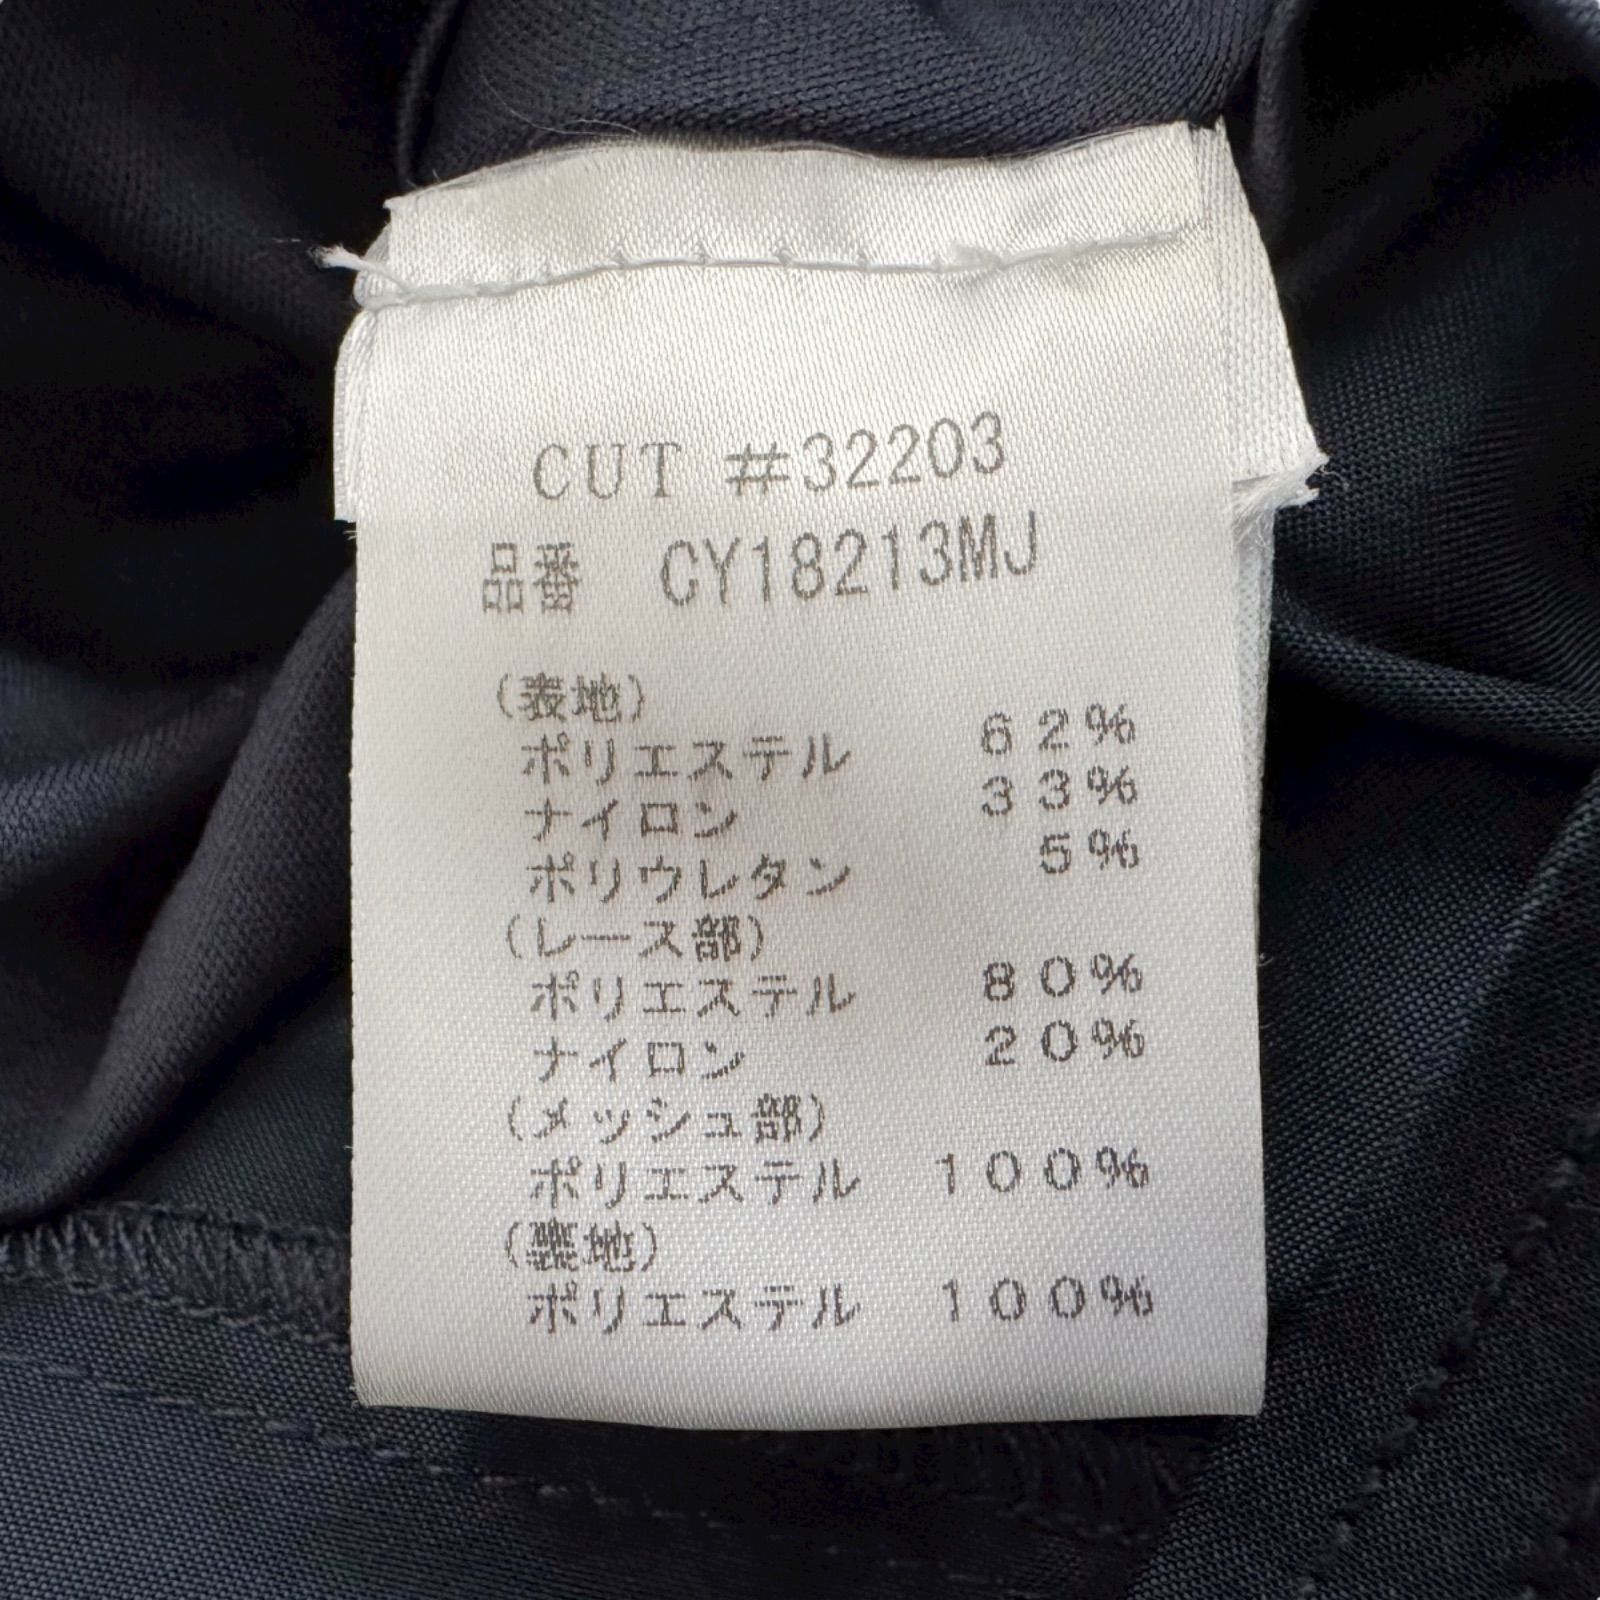 CUT #32203
品番 CY18213MJ
(表地)
ポリエステル 62%
ナイロン 33%
ポリウレタン 5%
(レース部)
ポリエステル 80%
ナイロン 20%
(メッシュ部)
ポリエステル 100%
(裏地)
ポリエステル 100%